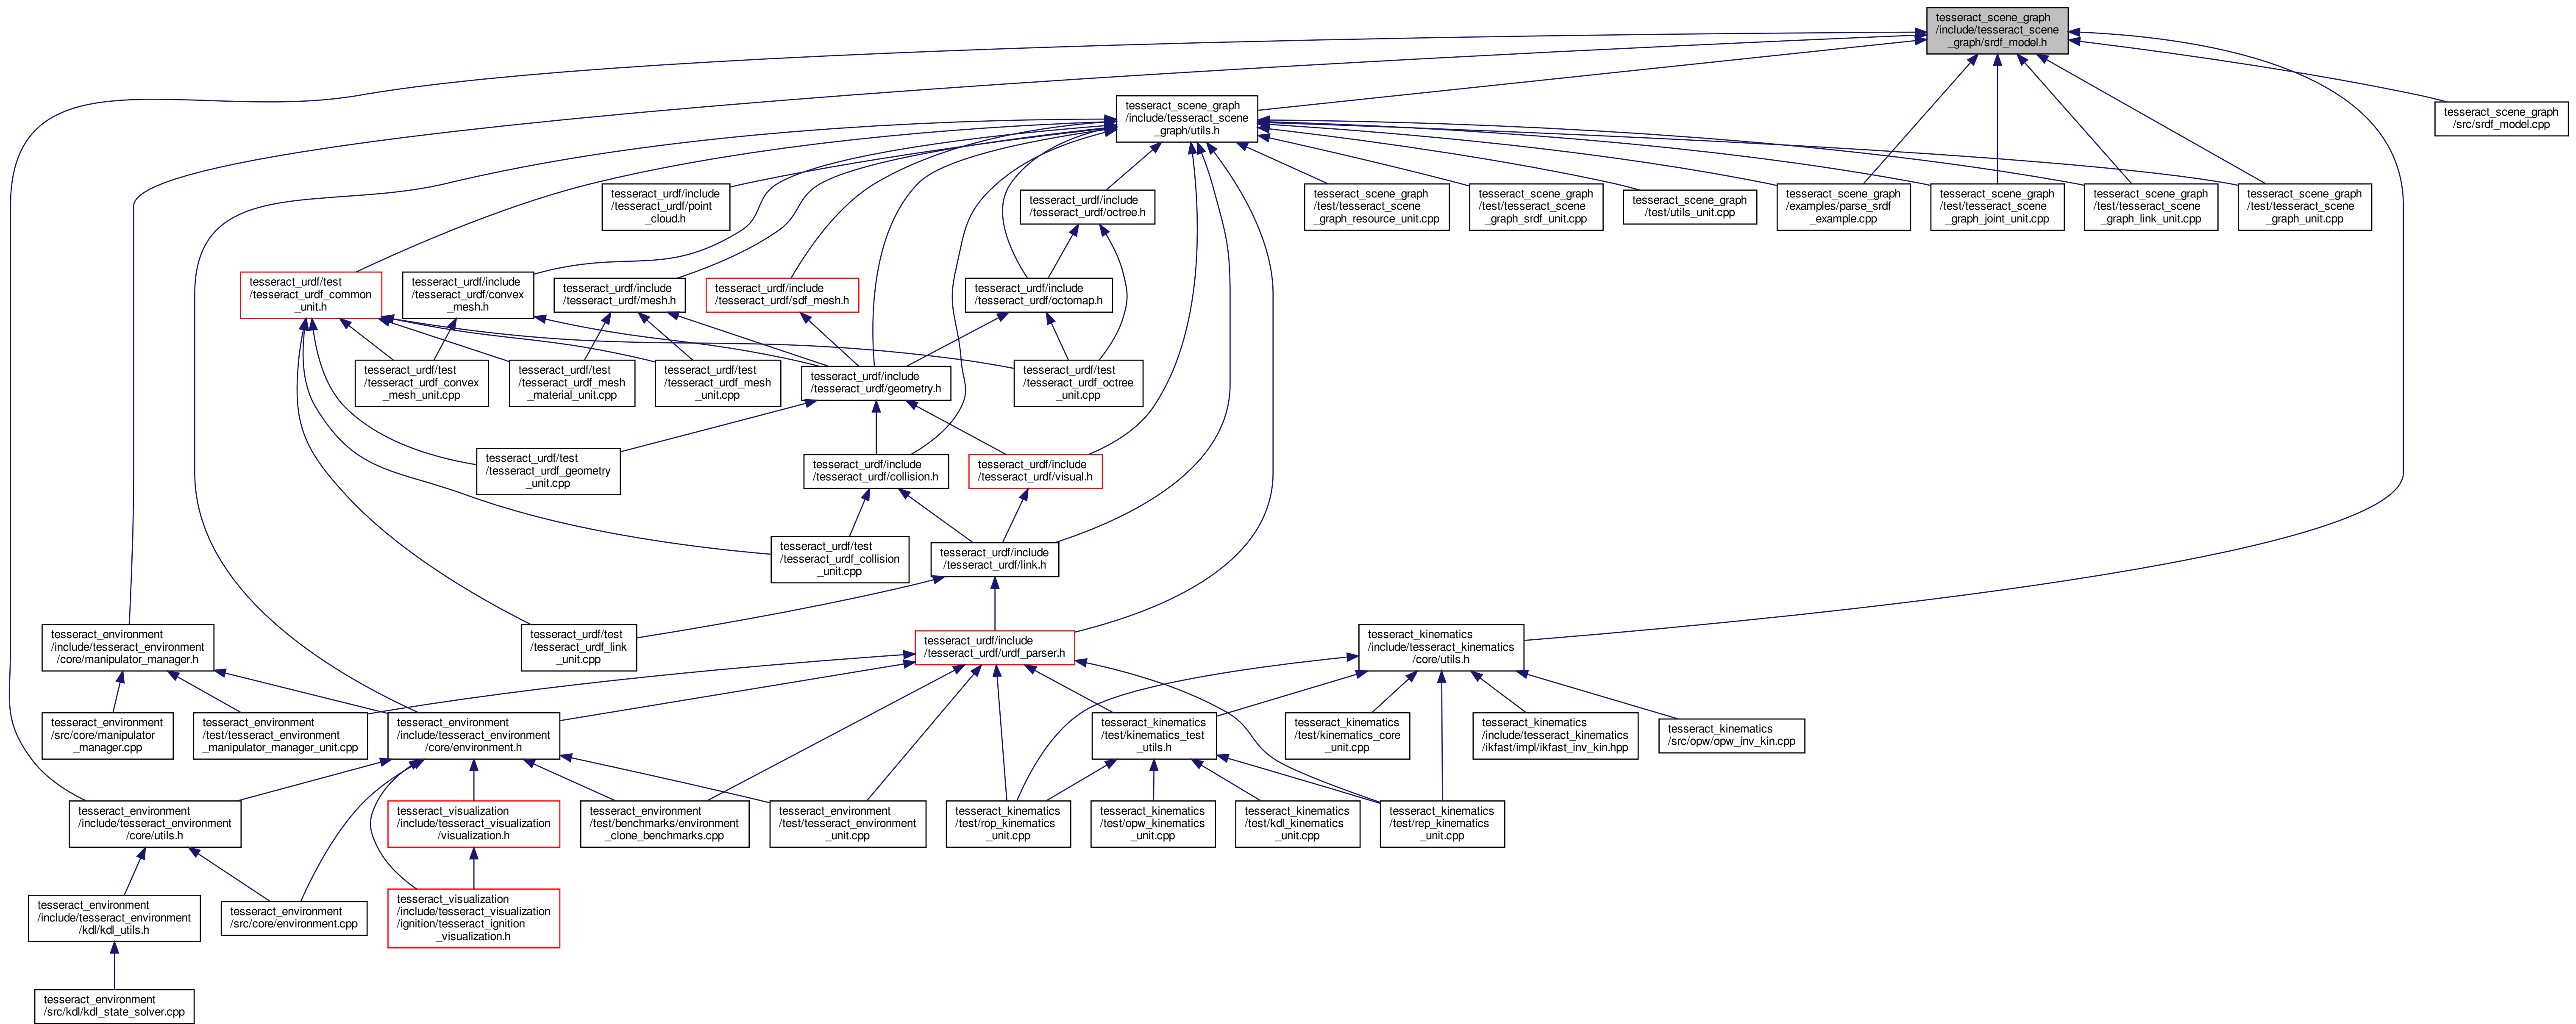 tesseract_scene_graph
/include/tesseract_scene
_graph/srdf_model.h
tesseract_scene_graph
/include/tesseract_scene
_graph/utils.h
tesseract_scene_graph
/src/srdf_model.cpp
tesseract_urdf/include
/tesseract_urdf/point
_cloud.h
tesseract_urdf/include
/tesseract_urdf/octree.h
tesseract_scene_graph
/test/tesseract_scene
_graph_resource_unit.cpp
tesseract_scene_graph
/test/tesseract_scene
_graph_srdf_unit.cpp
tesseract_scene_graph
/test/utils_unit.cpp
tesseract_scene_graph
/examples/parse_srdf
_example.cpp
tesseract_scene_graph
/test/tesseract_scene
_graph_joint_unit.cpp
tesseract_scene_graph
/test/tesseract_scene
_graph_link_unit.cpp
tesseract_scene_graph
/test/tesseract_scene
_graph_unit.cpp
tesseract_urdf/test
/tesseract_urdf_common
_unit.h
tesseract_urdf/include
/tesseract_urdf/convex
_mesh.h
tesseract_urdf/include
/tesseract_urdf/mesh.h
tesseract_urdf/include
/tesseract_urdf/sdf_mesh.h
tesseract_urdf/include
/tesseract_urdf/octomap.h
tesseract_urdf/test
/tesseract_urdf_convex
_mesh_unit.cpp
tesseract_urdf/test
/tesseract_urdf_mesh
_material_unit.cpp
tesseract_urdf/test
/tesseract_urdf_mesh
_unit.cpp
tesseract_urdf/include
/tesseract_urdf/geometry.h
tesseract_urdf/test
/tesseract_urdf_octree
_unit.cpp
tesseract_urdf/test
/tesseract_urdf_geometry
_unit.cpp
tesseract_urdf/include
/tesseract_urdf/collision.h
tesseract_urdf/include
/tesseract_urdf/visual.h
tesseract_urdf/test
/tesseract_urdf_collision
_unit.cpp
tesseract_urdf/include
/tesseract_urdf/link.h
tesseract_environment
/include/tesseract_environment
/core/manipulator_manager.h
tesseract_urdf/test
/tesseract_urdf_link
_unit.cpp
tesseract_urdf/include
/tesseract_urdf/urdf_parser.h
tesseract_kinematics
/include/tesseract_kinematics
/core/utils.h
tesseract_environment
/src/core/manipulator
_manager.cpp
tesseract_environment
/test/tesseract_environment
_manipulator_manager_unit.cpp
tesseract_environment
/include/tesseract_environment
/core/environment.h
tesseract_kinematics
/test/kinematics_test
_utils.h
tesseract_kinematics
/test/kinematics_core
_unit.cpp
tesseract_kinematics
/include/tesseract_kinematics
/ikfast/impl/ikfast_inv_kin.hpp
tesseract_kinematics
/src/opw/opw_inv_kin.cpp
tesseract_environment
/include/tesseract_environment
/core/utils.h
tesseract_visualization
/include/tesseract_visualization
/visualization.h
tesseract_environment
/test/benchmarks/environment
_clone_benchmarks.cpp
tesseract_environment
/test/tesseract_environment
_unit.cpp
tesseract_kinematics
/test/rop_kinematics
_unit.cpp
tesseract_kinematics
/test/opw_kinematics
_unit.cpp
tesseract_kinematics
/test/kdl_kinematics
_unit.cpp
tesseract_kinematics
/test/rep_kinematics
_unit.cpp
tesseract_environment
/include/tesseract_environment
/kdl/kdl_utils.h
tesseract_environment
/src/core/environment.cpp
tesseract_visualization
/include/tesseract_visualization
/ignition/tesseract_ignition
_visualization.h
tesseract_environment
/src/kdl/kdl_state_solver.cpp